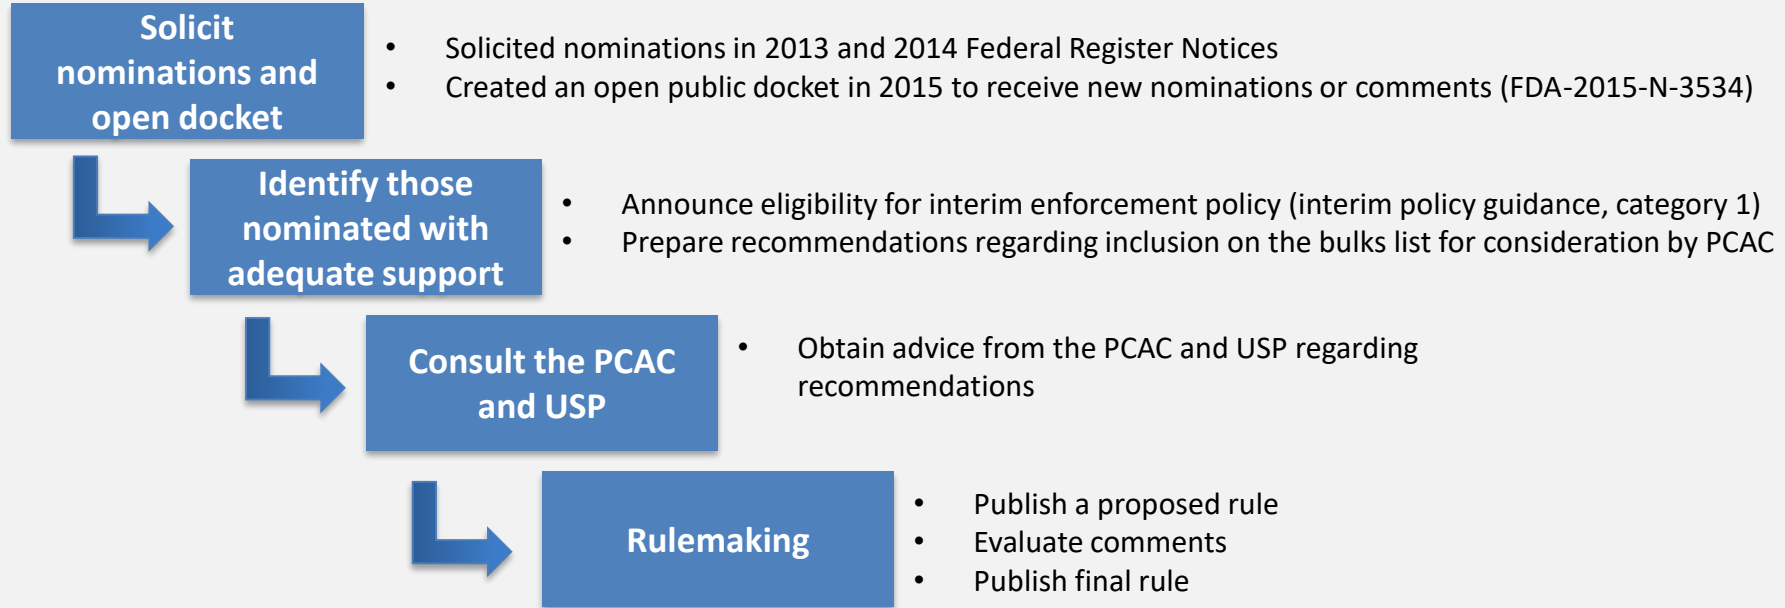 Solicit
nominations and
open docket
• Solicited nominations in 2013 and 2014 Federal Register Notices
• Created an open public docket in 2015 to receive new nominations or comments (FDA-2015-N-3534)
Identify those
nominated with
adequate support
• Announce eligibility for interim enforcement policy (interim policy guidance, category 1)
• Prepare recommendations regarding inclusion on the bulks list for consideration by PCAC
Consult the PCAC
and USP
• Obtain advice from the PCAC and USP regarding
recommendations
Rulemaking
• Publish a proposed rule
• Evaluate comments
• Publish final rule